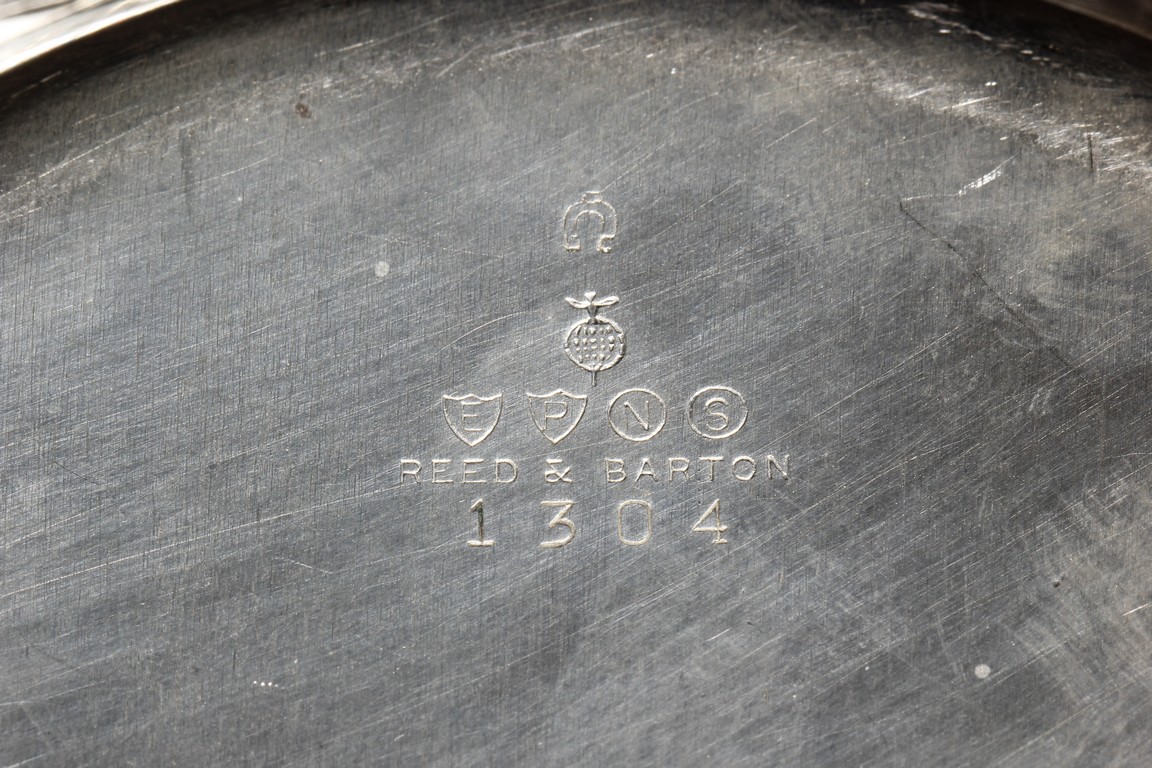 E P N S
REED & BARTON
1304